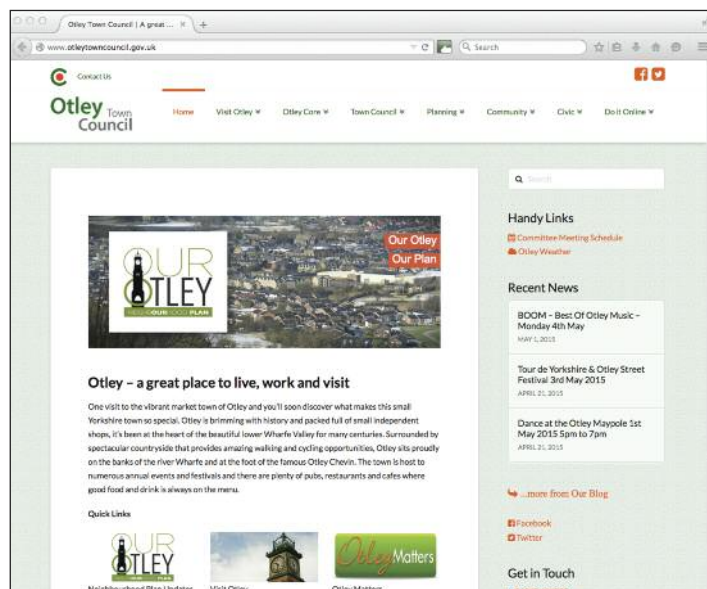 Otley Town Council | A great ...
www.otleytowncouncil.gov.uk
Search
Contact Us
Otley Town
Council
Home
Visit Otley
Otley Core
Town Council
Planning
Community
Civic
Do it Online
OUR
OTLEY
NEIGHBOURHOOD PLAN
Our Otley
Our Plan
Otley – a great place to live, work and visit
One visit to the vibrant market town of Otley and you'll soon discover what makes this small
Yorkshire town so special. Otley is brimming with history and packed full of small independent
shops, it's been at the heart of the beautiful lower Wharfe Valley for many centuries. Surrounded by
spectacular countryside that provides amazing walking and cycling opportunities, Otley sits proudly
on the banks of the river Wharfe and at the foot of the famous Otley Chevin. The town is host to
numerous annual events and festivals and there are plenty of pubs, restaurants and cafes where
good food and drink is always on the menu.
Quick Links
OUR
OTLEY
OtleyMatters
Neighbourhood Plan Updates
Visit Otley
Otley Matters
Search
Handy Links
Committee Meeting Schedule
Otley Weather
Recent News
BOOM – Best Of Otley Music –
Monday 4th May
MAY 1, 2015
Tour de Yorkshire & Otley Street
Festival 3rd May 2015
APRIL 21, 2015
Dance at the Otley Maypole 1st
May 2015 5pm to 7pm
APRIL 21, 2015
...more from Our Blog
Facebook
Twitter
Get in Touch